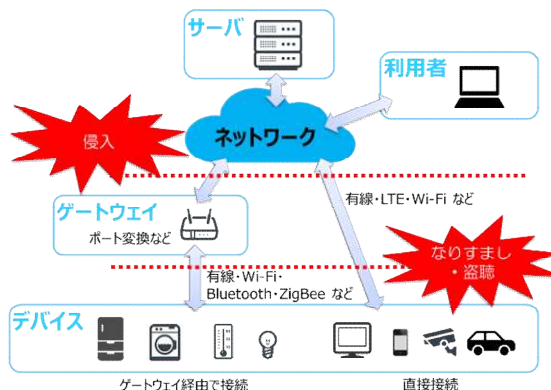 サーバ
利用者
ネットワーク
侵入
ゲートウェイ
ポート変換など
有線・LTE・Wi-Fi など
なりすまし
・盗聴
有線・Wi-Fi・
Bluetooth・ZigBee など
デバイス
ゲートウェイ経由で接続
直接接続